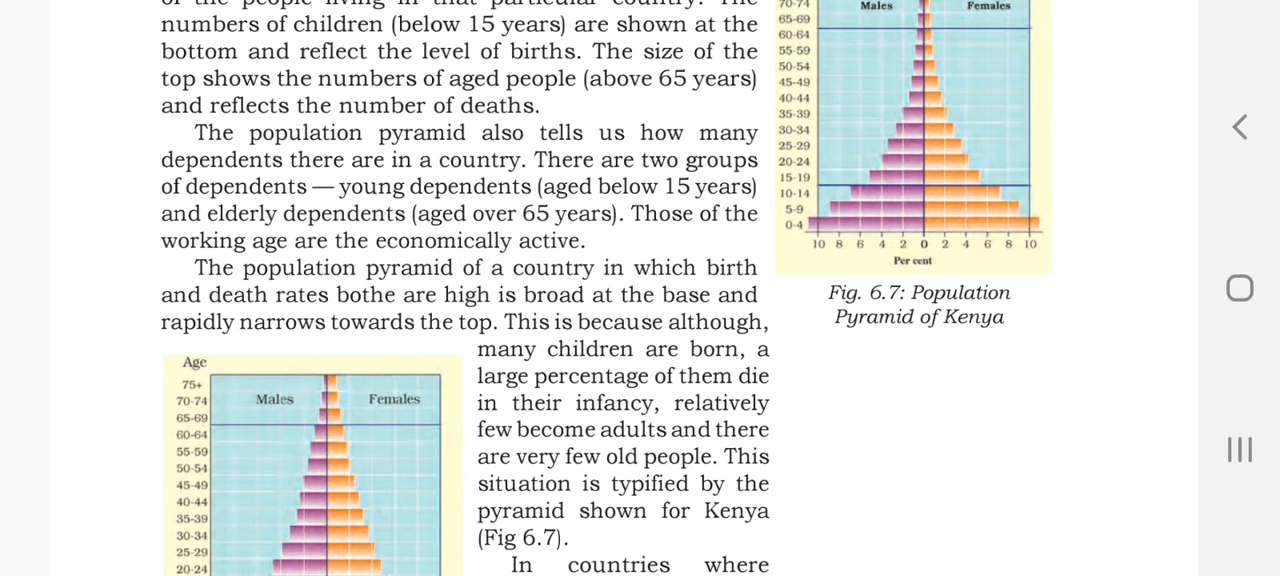 of the people living in that particular country. The
numbers of children (below 15 years) are shown at the
bottom and reflect the level of births. The size of the
top shows the numbers of aged people (above 65 years)
and reflects the number of deaths.
The population pyramid also tells us how many
dependents there are in a country. There are two groups
of dependents — young dependents (aged below 15 years)
and elderly dependents (aged over 65 years). Those of the
working age are the economically active.
The population pyramid of a country in which birth
and death rates bothe are high is broad at the base and
rapidly narrows towards the top. This is because although,
many children are born, a
large percentage of them die
in their infancy, relatively
few become adults and there
are very few old people. This
situation is typified by the
pyramid shown for Kenya
(Fig 6.7).
In countries where
70-74 Males Females
65-69
60-64
55-59
50-54
45-49
40-44
35-39
30-34
25-29
20-24
15-19
10-14
5-9
0-4
10 8 6 4 2 0 2 4 6 8 10
Per cent
Fig. 6.7: Population
Pyramid of Kenya
Age
75+
70-74 Males Females
65-69
60-64
55-59
50-54
45-49
40-44
35-39
30-34
25-29
20-24